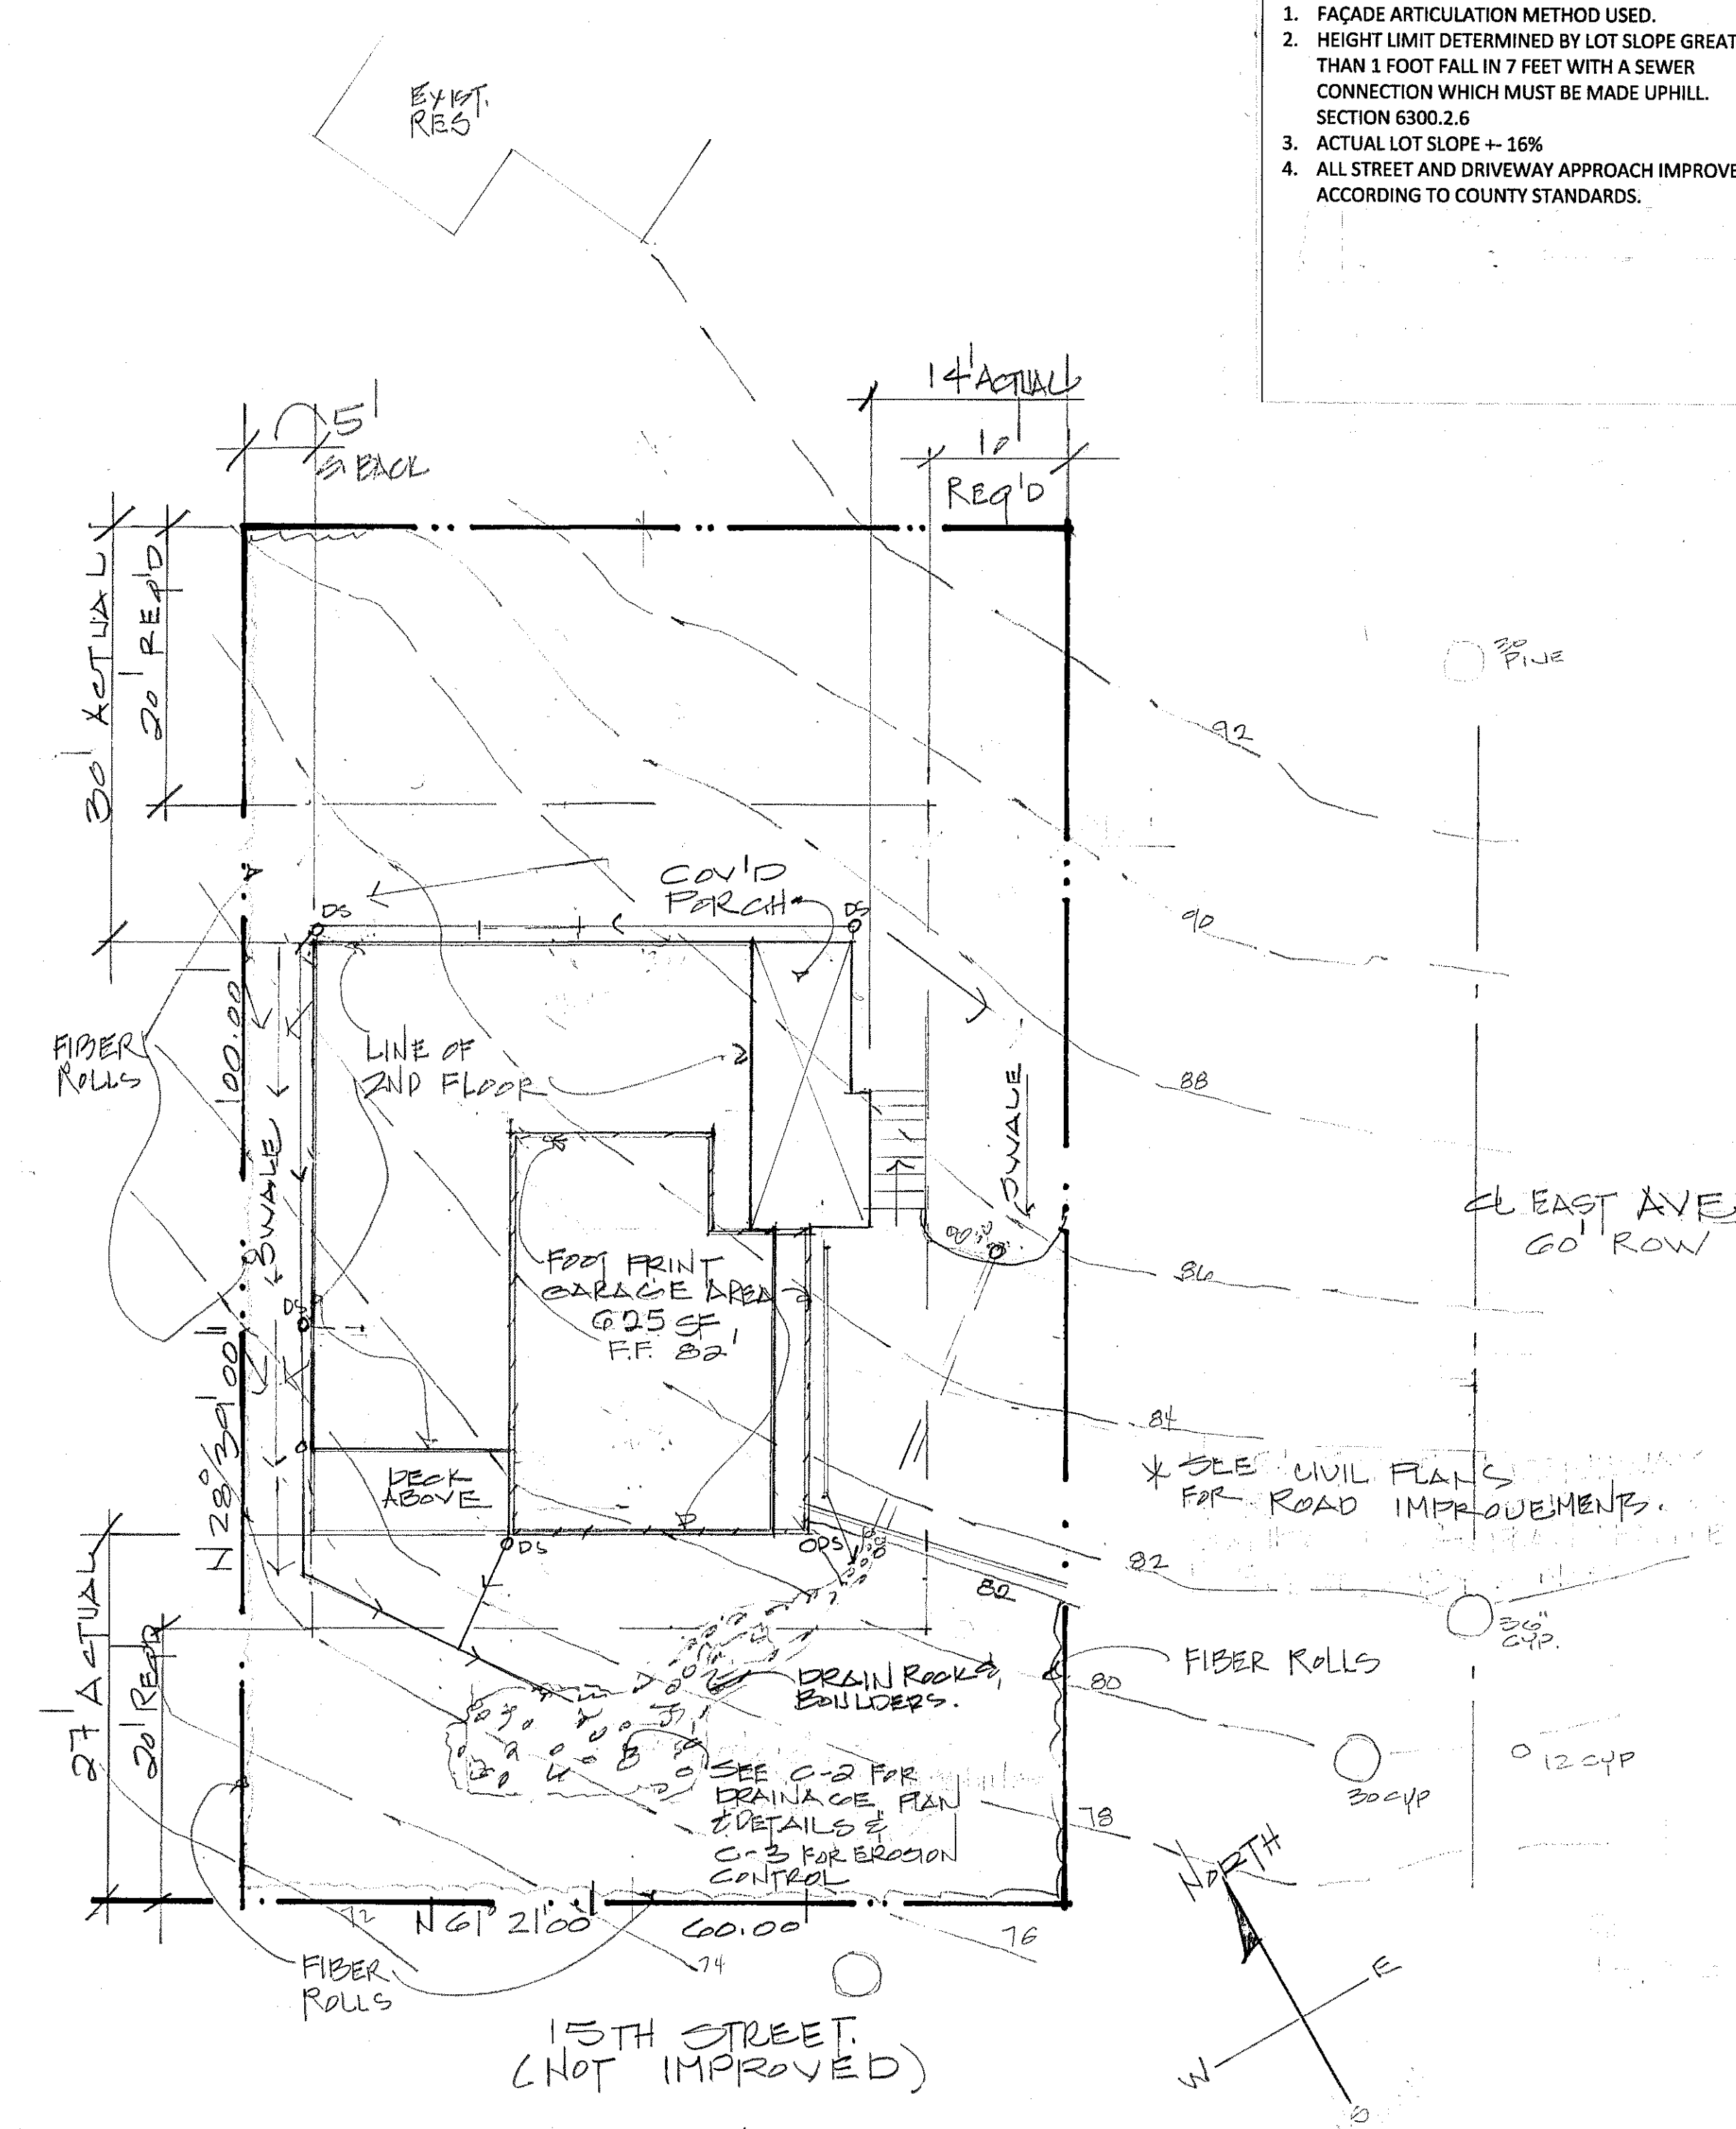 1. FAÇADE ARTICULATION METHOD USED.
2. HEIGHT LIMIT DETERMINED BY LOT SLOPE GREAT
THAN 1 FOOT FALL IN 7 FEET WITH A SEWER
CONNECTION WHICH MUST BE MADE UPHILL.
SECTION 6300.2.6
3. ACTUAL LOT SLOPE +- 16%
4. ALL STREET AND DRIVEWAY APPROACH IMPROVE
ACCORDING TO COUNTY STANDARDS.
EXIST.
RES
14' ACTUAL
5'
BACK
10'
REQ'D
30' ACTUAL
20' REQ'D
30
PINE
92
COV'D
PORCH
DS
DS
90
100.00
FIBER
ROLLS
LINE OF
2ND FLOOR
88
SWALE
SWALE
℄ EAST AVE
60' ROW
FOOT PRINT
GARAGE AREA
625 SF
F.F. 82'
86
DS
N 28°39'00"
84
* SEE CIVIL PLANS
FOR ROAD IMPROVEMENTS.
DECK
ABOVE
DS
DS
82
82
36"
CYP.
27' ACTUAL
20' REQD
FIBER ROLLS
DRAIN ROCK &
BOULDERS.
80
12 CYP
30 CYP
SEE C-2 FOR
DRAINAGE PLAN
& DETAILS &
C-3 FOR EROSION
CONTROL
78
NORTH
72
N 61° 21'00
60.00'
76
74
FIBER
ROLLS
E
15TH STREET.
(NOT IMPROVED)
W
S